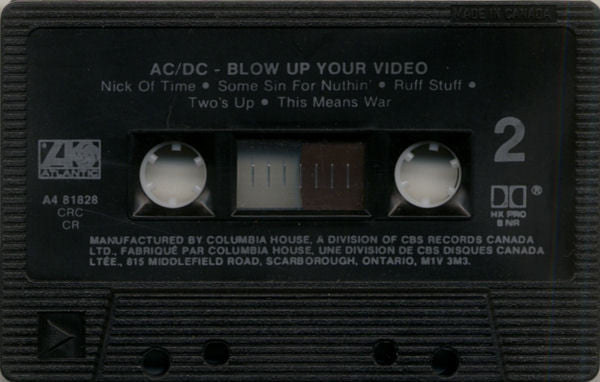 MADE IN CANADA
AC/DC - BLOW UP YOUR VIDEO
Nick Of Time • Some Sin For Nuthin' • Ruff Stuff •
Two's Up • This Means War
ATLANTIC
2
A4 81828
CRC
CR
®
HX PRO
B NR
MANUFACTURED BY COLUMBIA HOUSE, A DIVISION OF CBS RECORDS CANADA
LTD., FABRIQUÉ PAR COLUMBIA HOUSE, UNE DIVISION DE CBS DISQUES CANADA
LTÉE., 815 MIDDLEFIELD ROAD, SCARBOROUGH, ONTARIO, M1V 3M3.